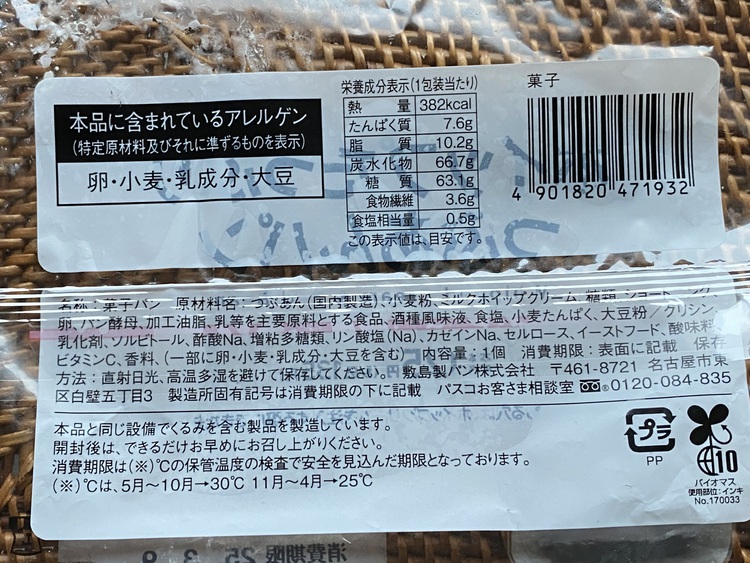 本品に含まれているアレルゲン
(特定原材料及びそれに準ずるものを表示)
卵・小麦・乳成分・大豆
栄養成分表示(1包装当たり)
熱量 382kcal
たんぱく質 7.6g
脂質 10.2g
炭水化物 66.7g
糖質 63.1g
食物繊維 3.6g
食塩相当量 0.5g
この表示値は、目安です。
菓子
4 901820 471932
名称:菓子パン 原材料名:つぶあん(国内製造)、小麦粉、ミルクホイップクリーム、糖類、
卵、パン酵母、加工油脂、乳等を主要原料とする食品、酒種風味液、食塩、小麦たんぱく、大豆粉/グリシン、
乳化剤、ソルビトール、酢酸Na、増粘多糖類、リン酸塩(Na)、カゼインNa、セルロース、イーストフード、酸味料、
ビタミンC、香料、(一部に卵・小麦・乳成分・大豆を含む) 内容量:1個 消費期限:表面に記載 保存
方法:直射日光、高温多湿を避けて保存してください。 敷島製パン株式会社 〒461-8721 名古屋市東
区白壁五丁目3 製造所固有記号は消費期限の下に記載 パスコお客さま相談室 0120-084-835
本品と同じ設備でくるみを含む製品を製造しています。
開封後は、できるだけお早めにお召し上がりください。
消費期限は(※)℃の保管温度の検査で安全を見込んだ期限となっております。
(※)℃は、5月〜10月→30℃ 11月〜4月→25℃
プラ
PP
10
バイオマス
使用部位:インキ
No.170033
消費期限 25. 3. 9